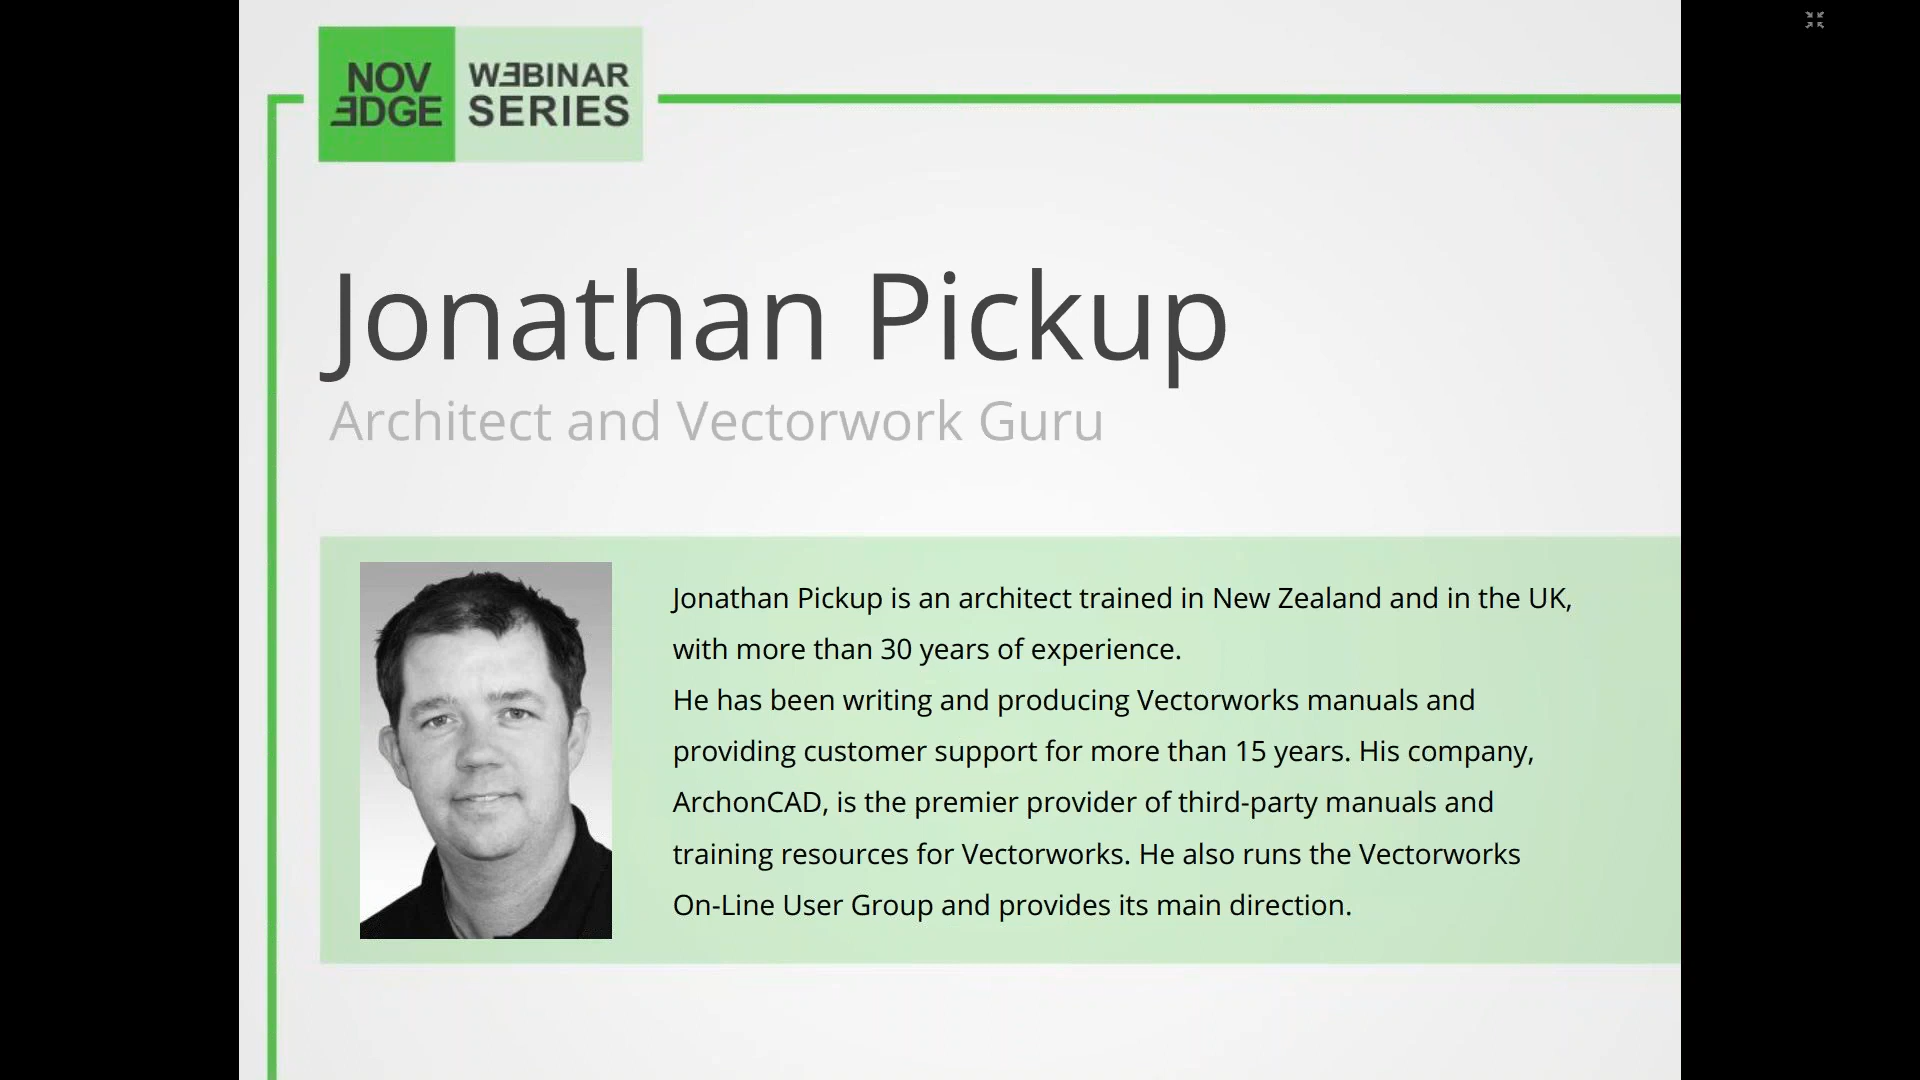 NOV
EDGE
WEBINAR
SERIES
Jonathan Pickup
Architect and Vectorwork Guru
Jonathan Pickup is an architect trained in New Zealand and in the UK,
with more than 30 years of experience.
He has been writing and producing Vectorworks manuals and
providing customer support for more than 15 years. His company,
ArchonCAD, is the premier provider of third-party manuals and
training resources for Vectorworks. He also runs the Vectorworks
On-Line User Group and provides its main direction.